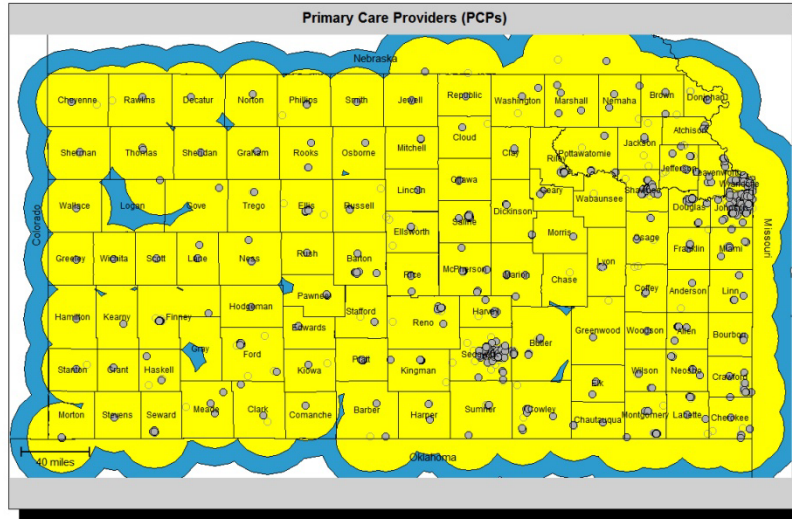 Primary Care Providers (PCPs)
Nebraska
Cheyenne Rawlins Decatur Norton Phillips Smith Jewell Republic Washington Marshall Nemaha Brown Doniphan
Atchison
Sherman Thomas Sheridan Graham Rooks Osborne Mitchell Cloud Clay Riley Pottawatomie Jackson
Jefferson Leavenworth
Wyandotte
Wallace Logan Gove Trego Ellis Russell Lincoln Ottawa Geary Wabaunsee Shawnee
Saline Dickinson Douglas Johnson
Colorado
Missouri
Ellsworth Morris Osage
Greeley Wichita Scott Lane Ness Rush Barton Rice McPherson Marion Chase Lyon Franklin Miami
Coffey Anderson Linn
Hamilton Kearny Finney Hodgeman Pawnee Stafford Reno Harvey
Edwards
Gray Ford Sedgwick Butler Greenwood Woodson Allen Bourbon
Stanton Grant Haskell Kiowa Pratt Kingman Elk Wilson Neosho Crawford
Morton Stevens Seward Meade Clark Comanche Barber Harper Sumner Cowley Chautauqua Montgomery Labette Cherokee
40 miles
Oklahoma